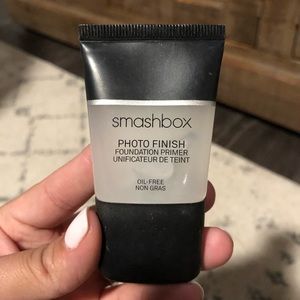 smashbox
PHOTO FINISH
FOUNDATION PRIMER
UNIFICATEUR DE TEINT
OIL-FREE
NON GRAS